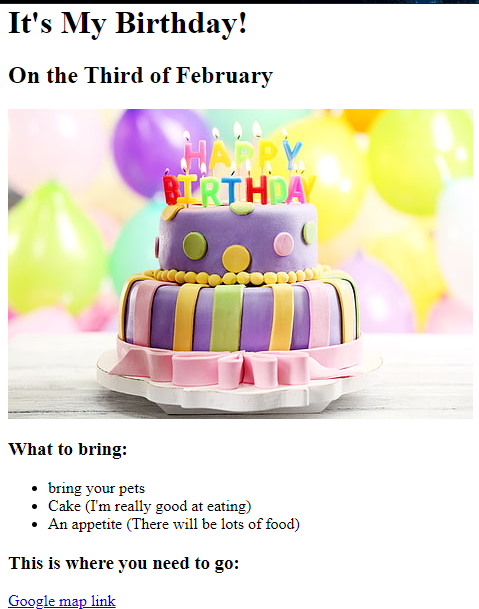 It's My Birthday!
On the Third of February
HAPPY
BIRTHDAY
What to bring:
bring your pets
Cake (I'm really good at eating)
An appetite (There will be lots of food)
This is where you need to go:
Google map link